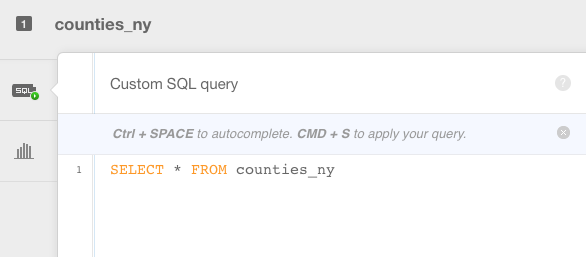 1 counties_ny
SQL
Custom SQL query
?
Ctrl + SPACE to autocomplete. CMD + S to apply your query.
1 SELECT * FROM counties_ny